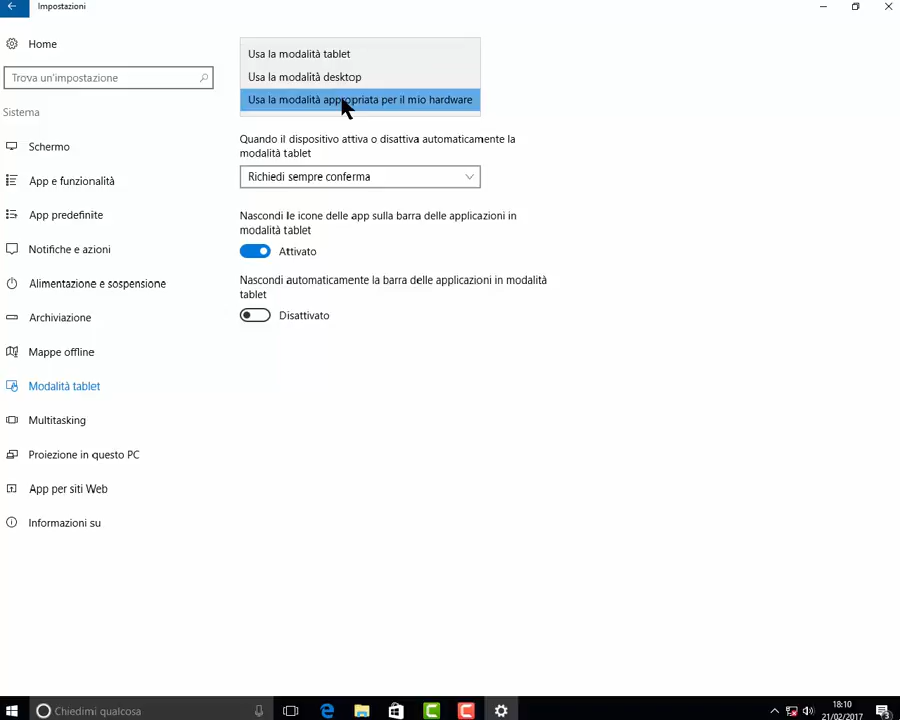 Impostazioni
Home
Trova un'impostazione
Sistema
Schermo
App e funzionalità
App predefinite
Notifiche e azioni
Alimentazione e sospensione
Archiviazione
Mappe offline
Modalità tablet
Multitasking
Proiezione in questo PC
App per siti Web
Informazioni su
Usa la modalità tablet
Usa la modalità desktop
Usa la modalità appropriata per il mio hardware
Quando il dispositivo attiva o disattiva automaticamente la
modalità tablet
Richiedi sempre conferma
Nascondi le icone delle app sulla barra delle applicazioni in
modalità tablet
Attivato
Nascondi automaticamente la barra delle applicazioni in modalità
tablet
Disattivato
Chiedimi qualcosa
18:10
21/02/2017
3